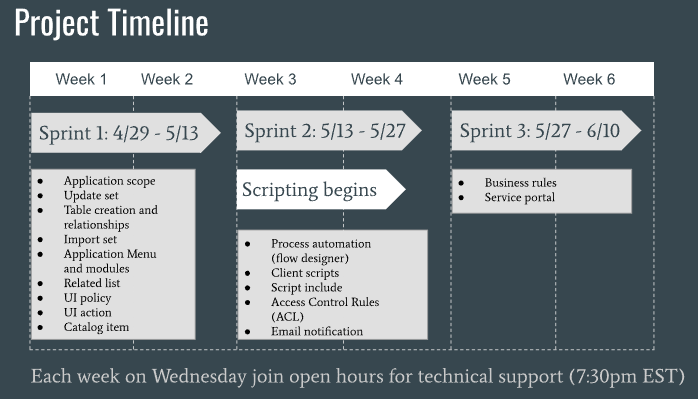 Project Timeline
Week 1 Week 2 Week 3 Week 4 Week 5 Week 6
Sprint 1: 4/29 - 5/13
Sprint 2: 5/13 - 5/27
Sprint 3: 5/27 - 6/10
● Application scope
● Update set
● Table creation and
relationships
● Import set
● Application Menu
and modules
● Related list
● UI policy
● UI action
● Catalog item
Scripting begins
● Process automation
(flow designer)
● Client scripts
● Script include
● Access Control Rules
(ACL)
● Email notification
● Business rules
● Service portal
Each week on Wednesday join open hours for technical support (7:30pm EST)